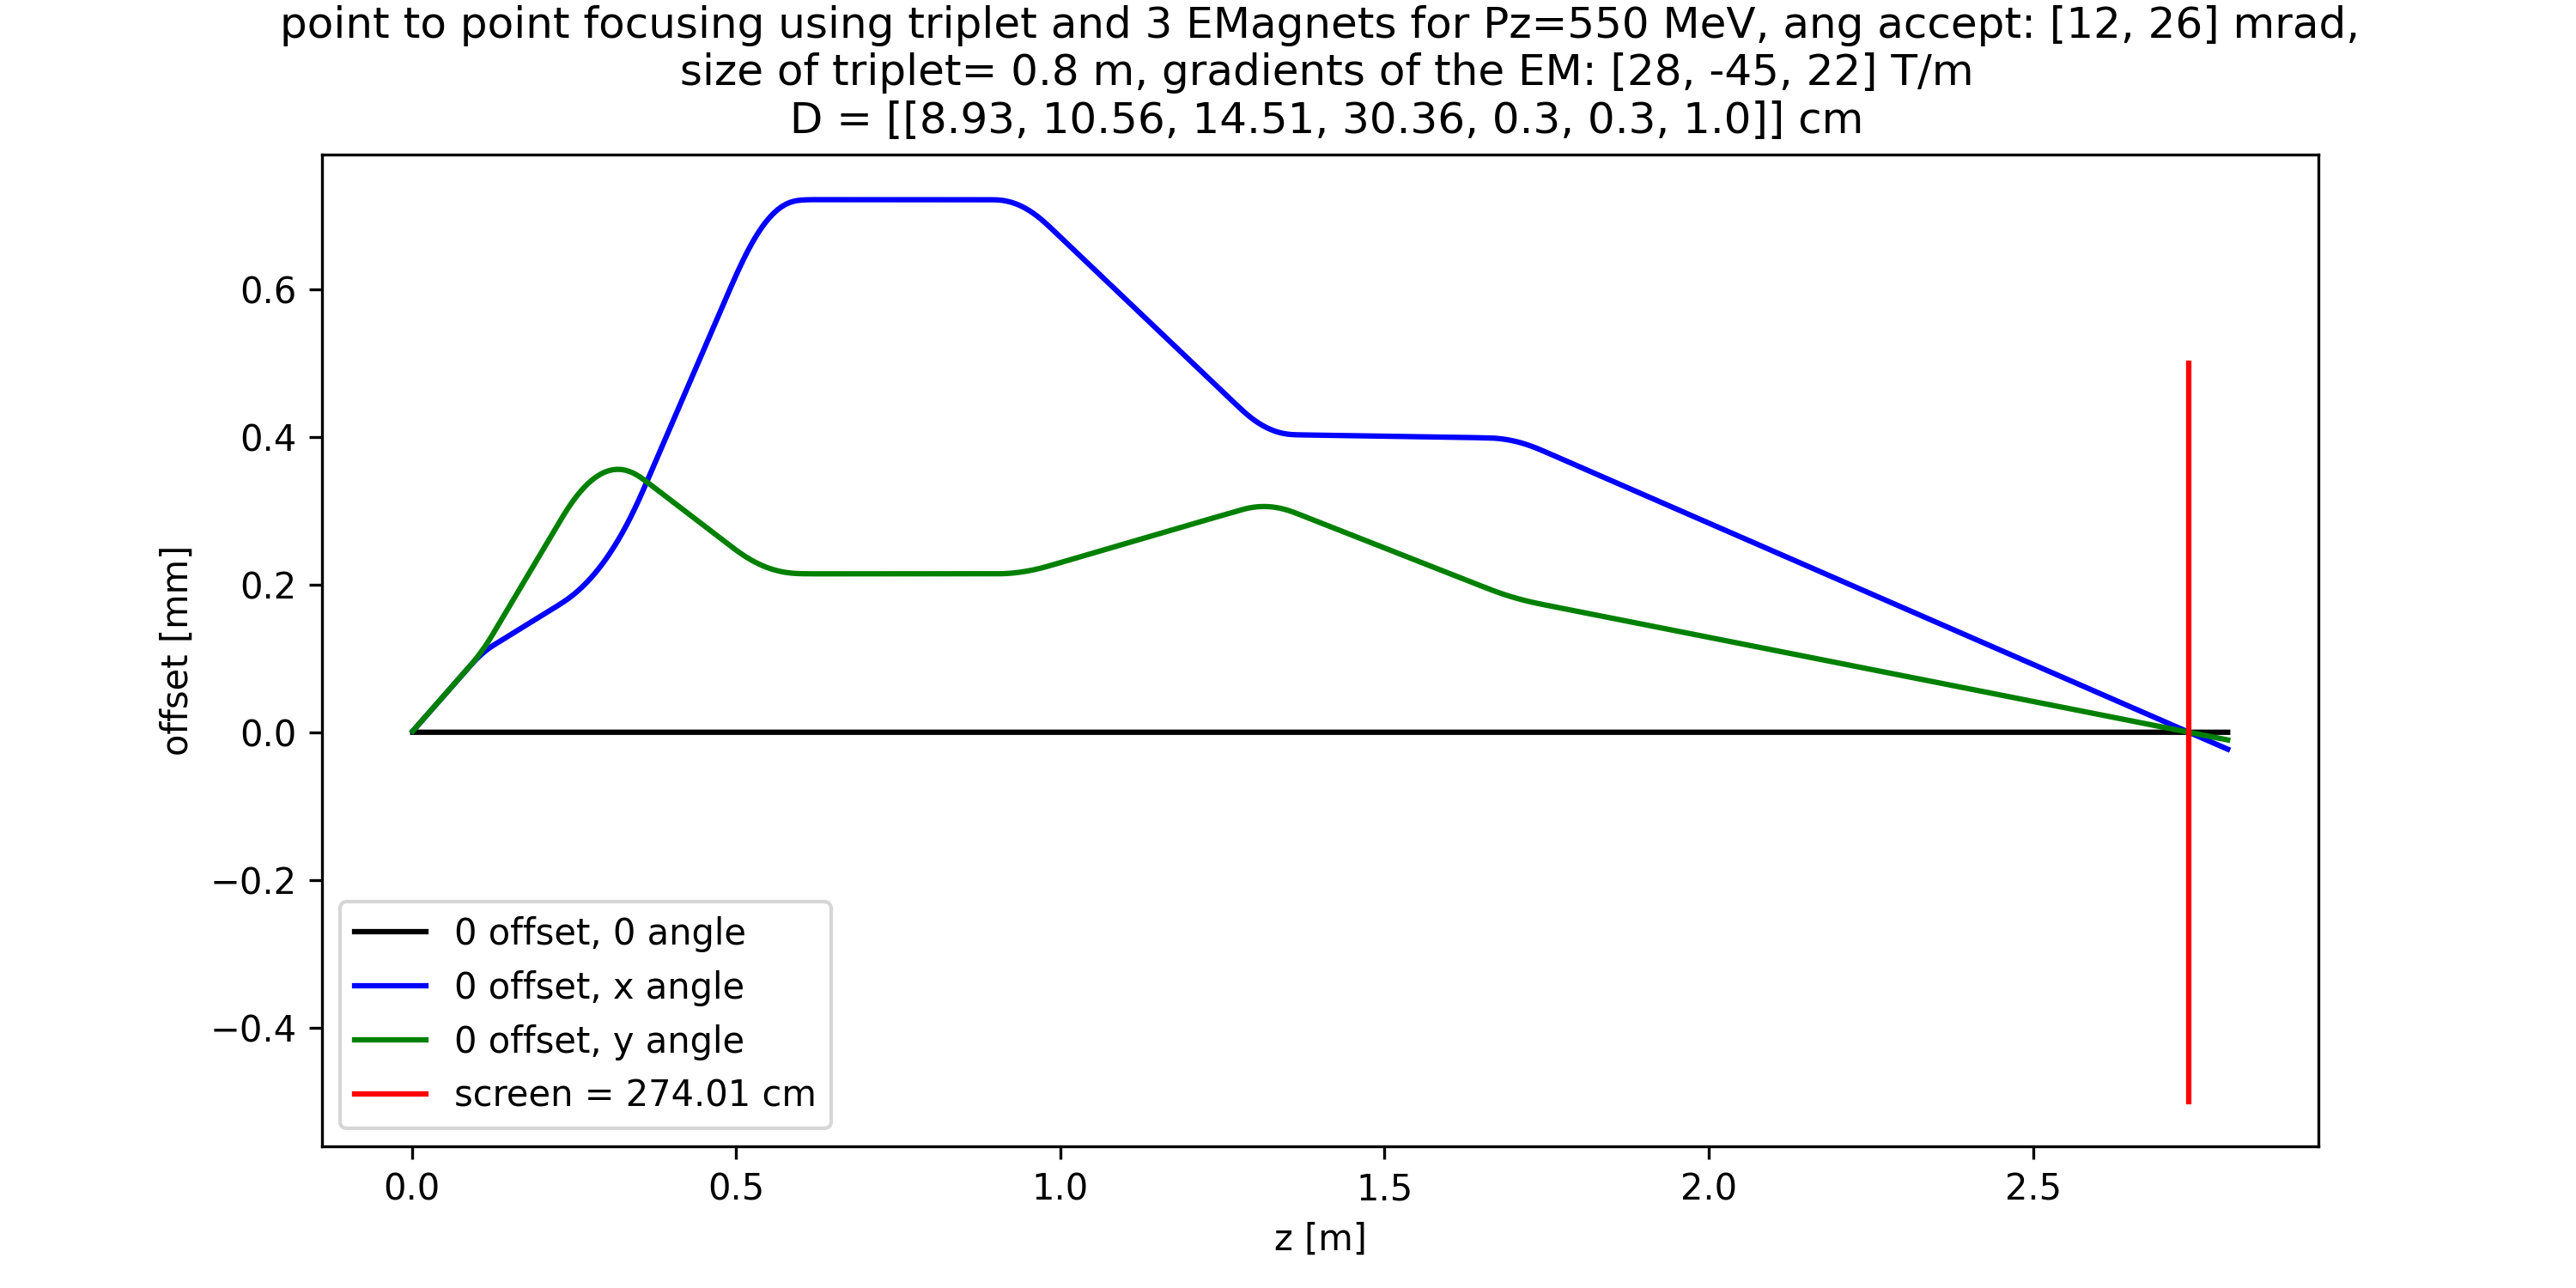 point to point focusing using triplet and 3 EMagnets for Pz=550 MeV, ang accept: [12, 26] mrad,
size of triplet= 0.8 m, gradients of the EM: [28, -45, 22] T/m
D = [[8.93, 10.56, 14.51, 30.36, 0.3, 0.3, 1.0]] cm
0.6
0.4
0.2
0.0
−0.2
−0.4
offset [mm]
0 offset, 0 angle
0 offset, x angle
0 offset, y angle
screen = 274.01 cm
0.0 0.5 1.0 1.5 2.0 2.5
z [m]